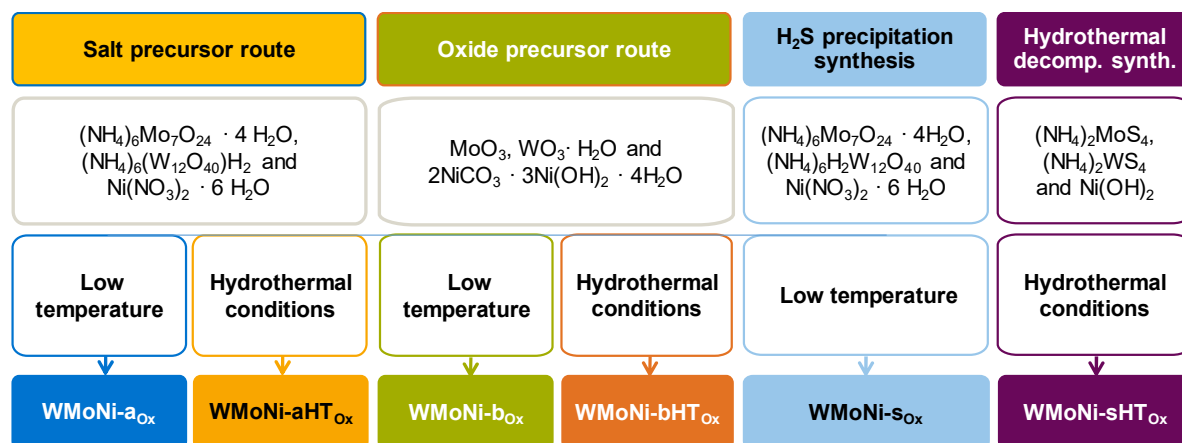 Salt precursor route
Oxide precursor route
H₂S precipitation
synthesis
Hydrothermal
decomp. synth.
(NH₄)₆Mo₇O₂₄ · 4 H₂O,
(NH₄)₆(W₁₂O₄₀)H₂ and
Ni(NO₃)₂ · 6 H₂O
MoO₃, WO₃· H₂O and
2NiCO₃ · 3Ni(OH)₂ · 4H₂O
(NH₄)₆Mo₇O₂₄ · 4H₂O,
(NH₄)₆H₂W₁₂O₄₀ and
Ni(NO₃)₂ · 6 H₂O
(NH₄)₂MoS₄,
(NH₄)₂WS₄
and Ni(OH)₂
Low
temperature
Hydrothermal
conditions
Low
temperature
Hydrothermal
conditions
Low temperature
Hydrothermal
conditions
WMoNi-aOx
WMoNi-aHTOx
WMoNi-bOx
WMoNi-bHTOx
WMoNi-sOx
WMoNi-sHTOx